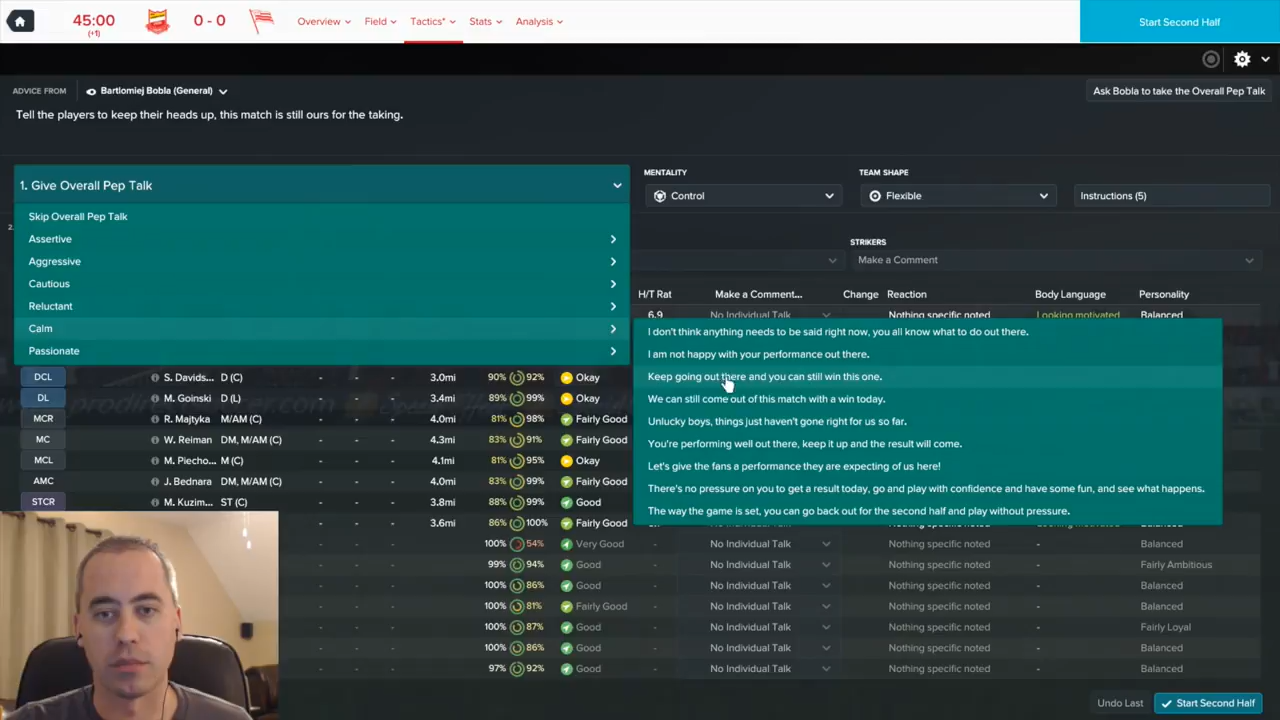 45:00
(+1)
0 - 0
Overview
Field
Tactics*
Stats
Analysis
Start Second Half
ADVICE FROM
Bartlomiej Bobla (General)
Ask Bobla to take the Overall Pep Talk
Tell the players to keep their heads up, this match is still ours for the taking.
1. Give Overall Pep Talk
MENTALITY
Control
TEAM SHAPE
Flexible
Instructions (5)
Skip Overall Pep Talk
Assertive
Aggressive
Cautious
Reluctant
Calm
Passionate
2.
STRIKERS
Make a Comment
H/T Rat Make a Comment... Change Reaction Body Language Personality
6.9 No Individual Talk Nothing specific noted Looking motivated Balanced
I don't think anything needs to be said right now, you all know what to do out there.
I am not happy with your performance out there.
Keep going out there and you can still win this one.
We can still come out of this match with a win today.
Unlucky boys, things just haven't gone right for us so far.
You're performing well out there, keep it up and the result will come.
Let's give the fans a performance they are expecting of us here!
There's no pressure on you to get a result today, go and play with confidence and have some fun, and see what happens.
The way the game is set, you can go back out for the second half and play without pressure.
DCL S. Davids... D (C) - - - - 3.0mi 90% 92% Okay
DL M. Goinski D (L) - - - - 3.4mi 89% 99% Okay
MCR R. Majtyka M/AM (C) - - - - 4.0mi 81% 98% Fairly Good
MC W. Reiman DM, M/AM (C) - - - - 4.3mi 83% 91% Fairly Good
MCL M. Piecho... M (C) - - - - 4.1mi 81% 95% Okay
AMC J. Bednara DM, M/AM (C) - - - - 4.0mi 83% 99% Fairly Good
STCR M. Kuzim... ST (C) - - - - 3.8mi 88% 99% Good
- - - 3.6mi 86% 100% Fairly Good
- - - - 100% 54% Very Good - No Individual Talk Nothing specific noted - Balanced
- - - - 99% 94% Good - No Individual Talk Nothing specific noted - Fairly Ambitious
- - - - 100% 86% Good - No Individual Talk Nothing specific noted - Balanced
- - - - 100% 81% Fairly Good - No Individual Talk Nothing specific noted - Balanced
- - - - 100% 87% Good - No Individual Talk Nothing specific noted - Fairly Loyal
- - - - 100% 86% Good - No Individual Talk Nothing specific noted - Balanced
- - - - 97% 92% Good - No Individual Talk Nothing specific noted - Balanced
Undo Last
Start Second Half